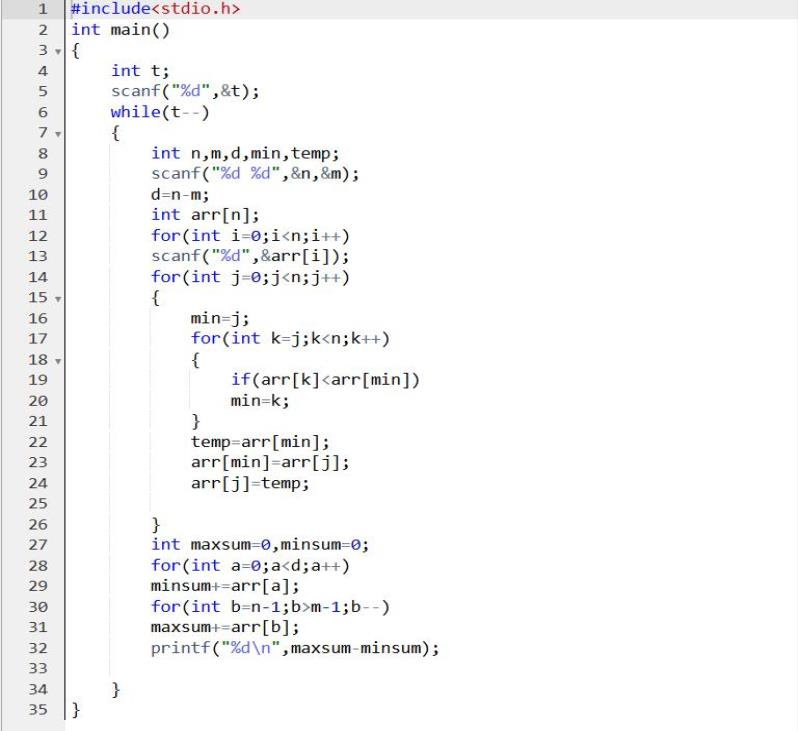 1 #include<stdio.h>
2 int main()
3 {
4 int t;
5 scanf("%d",&t);
6 while(t--)
7 {
8 int n,m,d,min,temp;
9 scanf("%d %d",&n,&m);
10 d=n-m;
11 int arr[n];
12 for(int i=0;i<n;i++)
13 scanf("%d",&arr[i]);
14 for(int j=0;j<n;j++)
15 {
16 min=j;
17 for(int k=j;k<n;k++)
18 {
19 if(arr[k]<arr[min])
20 min=k;
21 }
22 temp=arr[min];
23 arr[min]=arr[j];
24 arr[j]=temp;
25
26 }
27 int maxsum=0,minsum=0;
28 for(int a=0;a<d;a++)
29 minsum+=arr[a];
30 for(int b=n-1;b>m-1;b--)
31 maxsum+=arr[b];
32 printf("%d\n",maxsum-minsum);
33
34 }
35 }